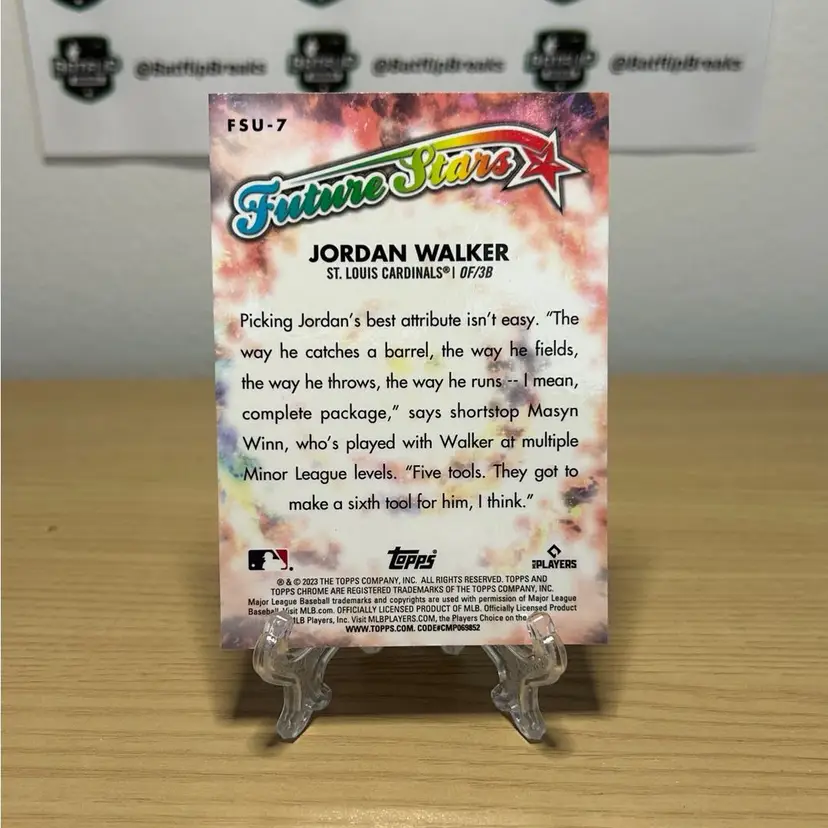 @BatflipBreaks @BatflipBreaks @BatflipBreaks
FSU-7
Future Stars
JORDAN WALKER
ST. LOUIS CARDINALS® | OF/3B
Picking Jordan's best attribute isn't easy. "The
way he catches a barrel, the way he fields,
the way he throws, the way he runs -- I mean,
complete package," says shortstop Masyn
Winn, who's played with Walker at multiple
Minor League levels. "Five tools. They got to
make a sixth tool for him, I think."
Topps®
PLAYERS
® & © 2023 THE TOPPS COMPANY, INC. ALL RIGHTS RESERVED. TOPPS AND
TOPPS CHROME ARE REGISTERED TRADEMARKS OF THE TOPPS COMPANY, INC.
Major League Baseball trademarks and copyrights are used with permission of Major League
Baseball. Visit MLB.com. OFFICIALLY LICENSED PRODUCT OF MLB. Officially Licensed Product
MLB Players, Inc. Visit MLBPLAYERS.COM, the Players Choice on the
WWW.TOPPS.COM. CODE#CMP069852